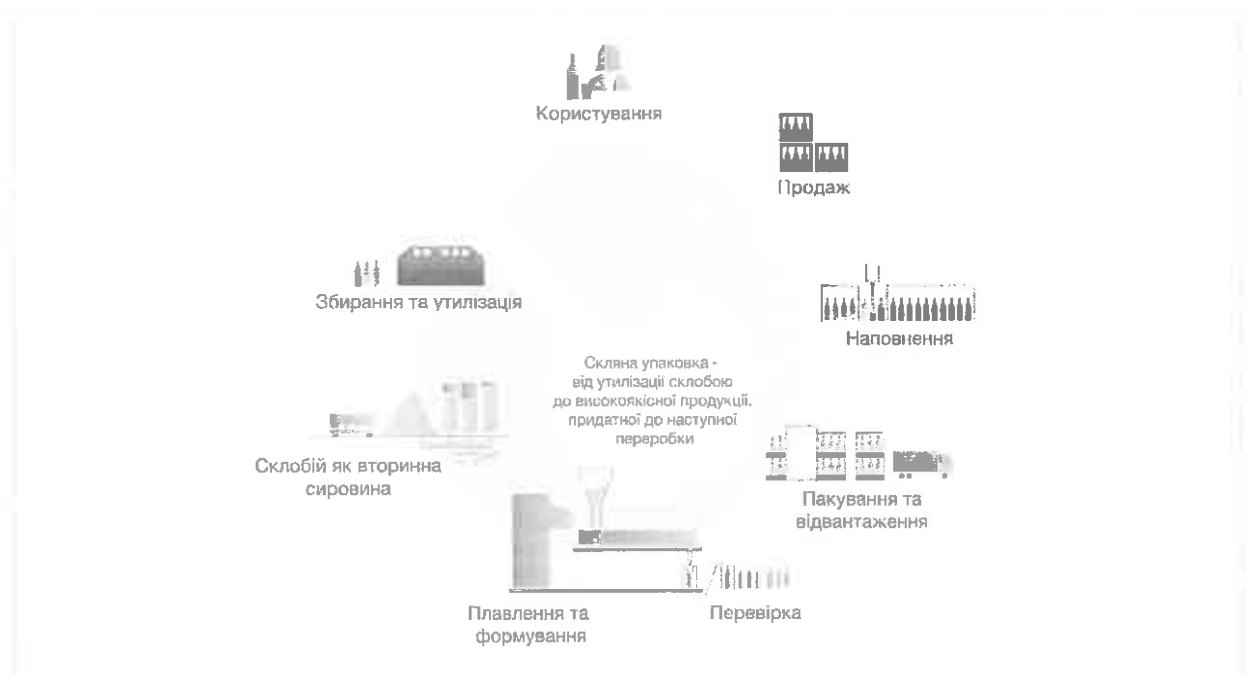 Користування
Продаж
Збирання та утилізація
Наповнення
Скляна упаковка -
від утилізації склобою
до високоякісної продукції,
придатної до наступної
переробки
Склобій як вторинна
сировина
Пакування та
відвантаження
Плавлення та
формування
Перевірка